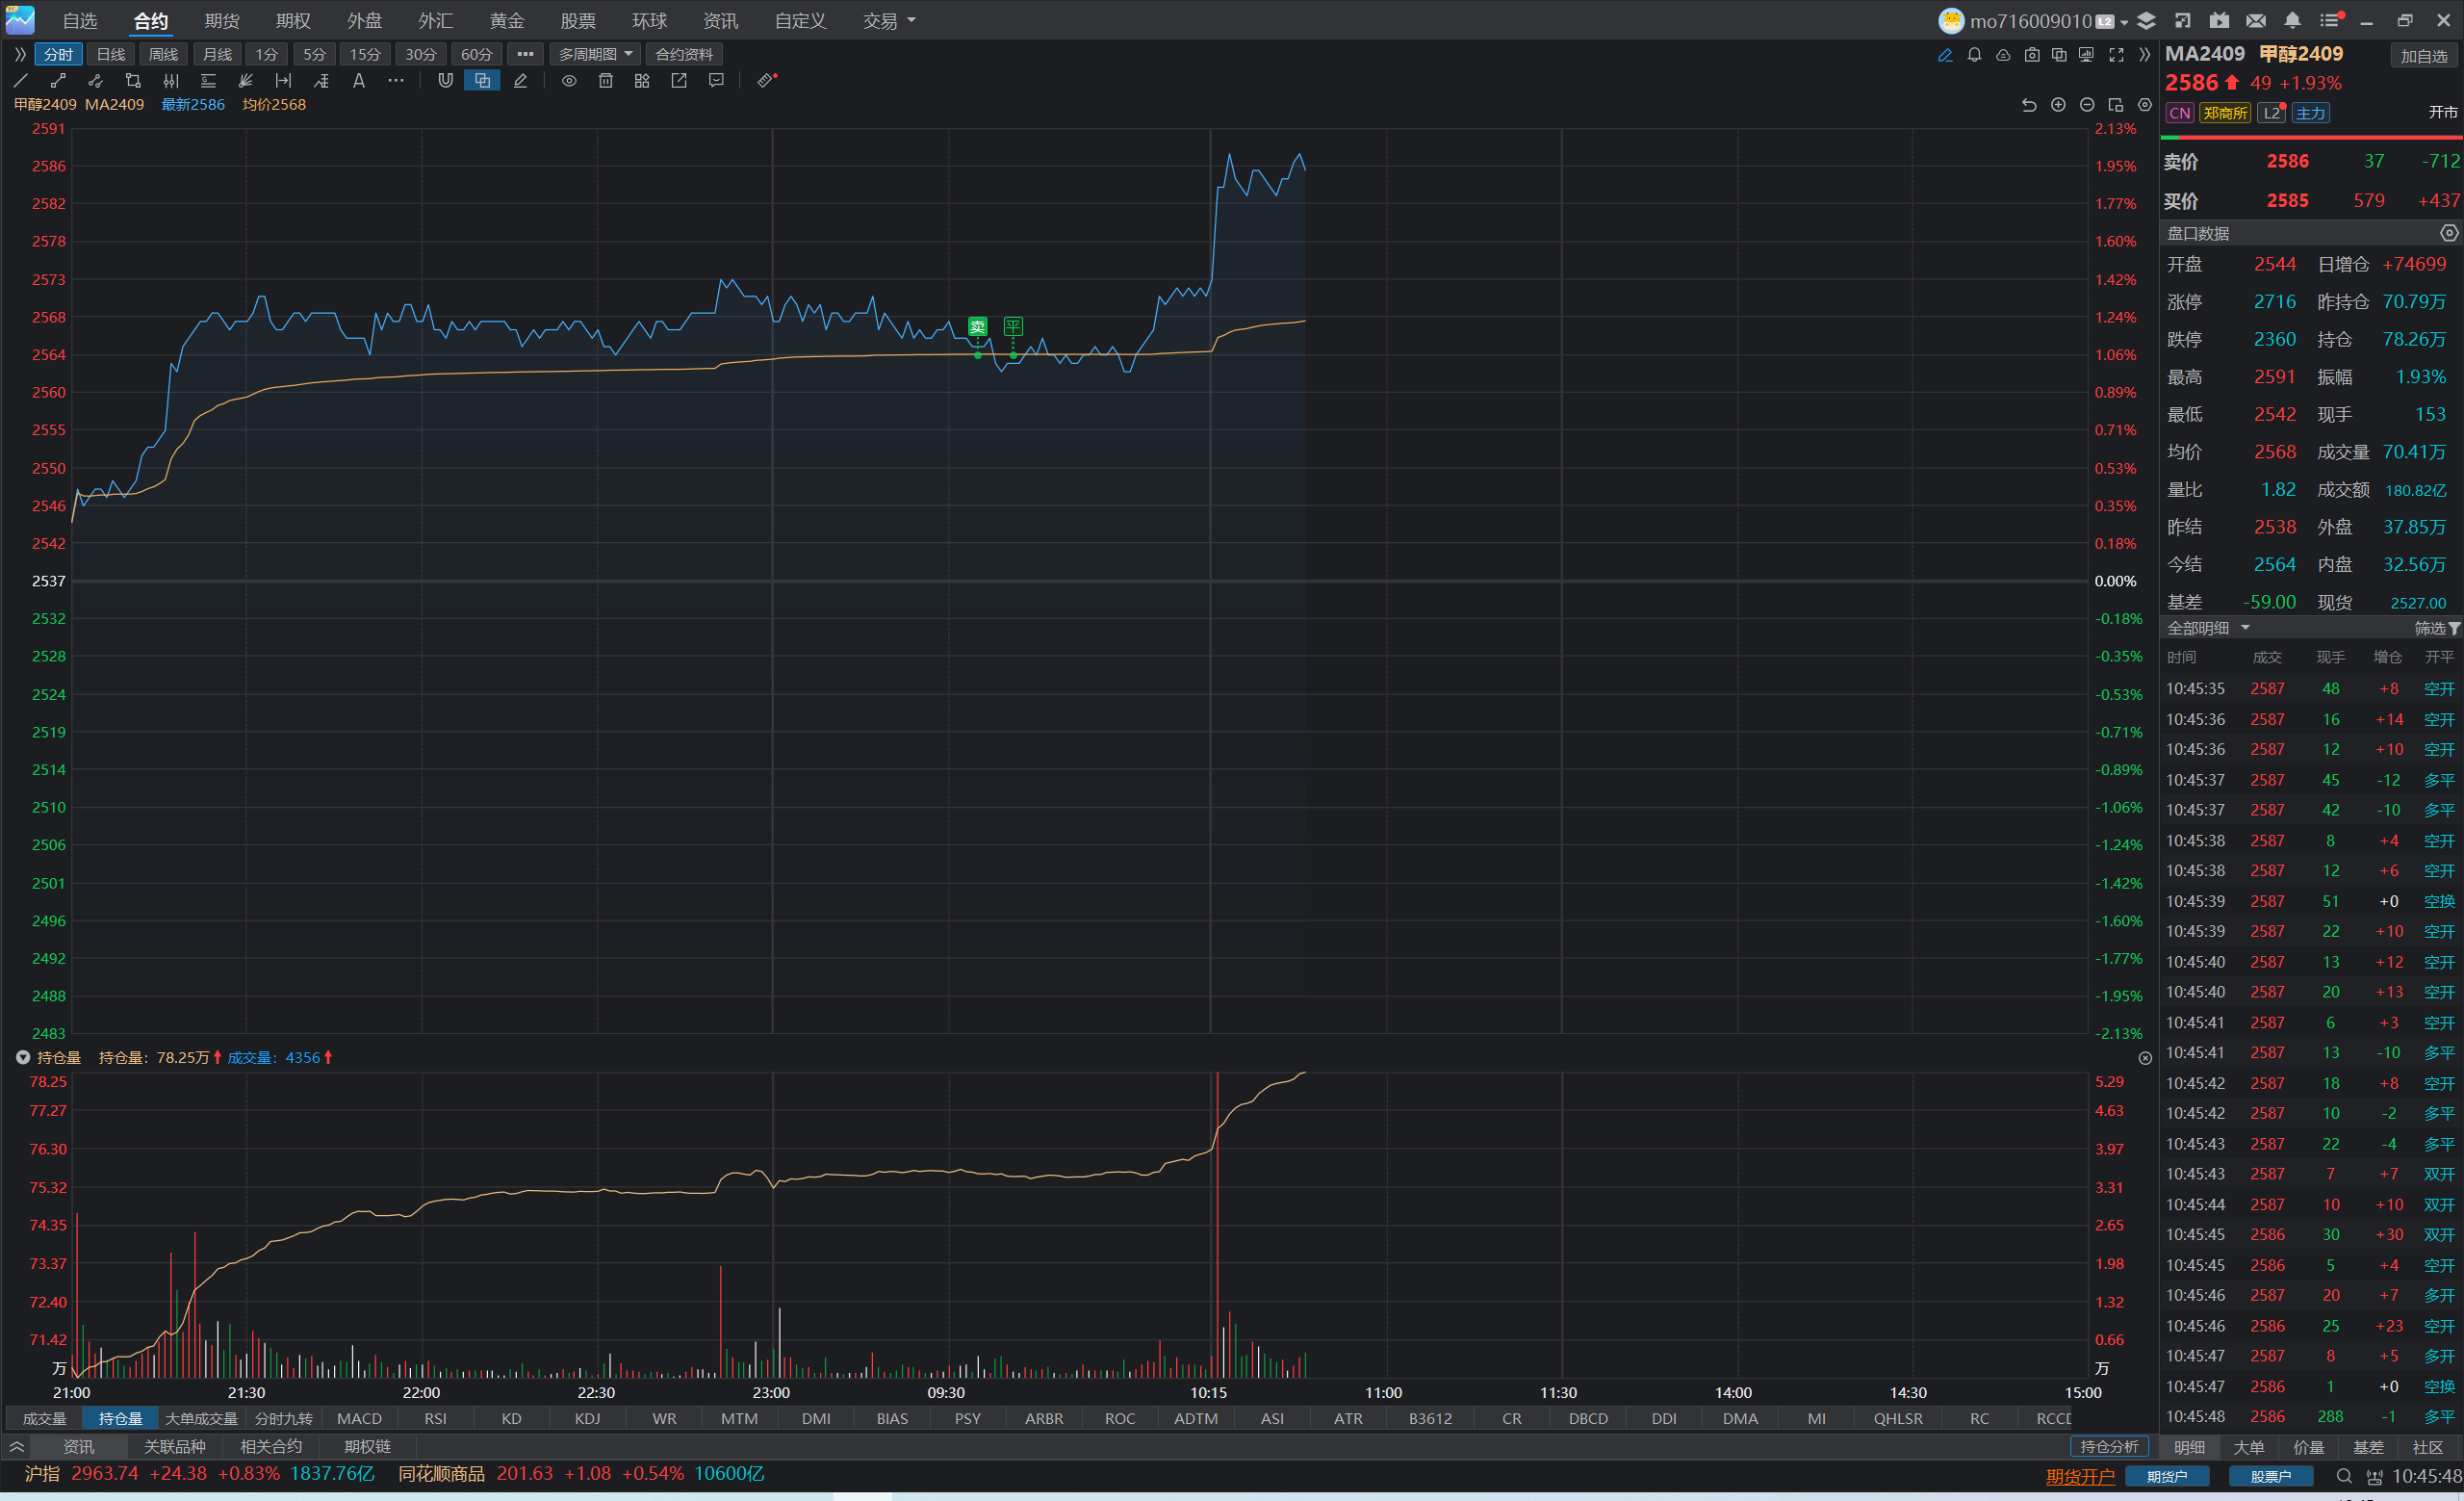 自选 合约 期货 期权 外盘 外汇 黄金 股票 环球 资讯 自定义 交易 mo716009010 L2
分时 日线 周线 月线 1分 5分 15分 30分 60分 ••• 多周期图 合约资料
甲醇2409 MA2409 最新2586 均价2568
2591 2.13%
2586 1.95%
2582 1.77%
2578 1.60%
2573 1.42%
2568 1.24%
卖 平
2564 1.06%
2560 0.89%
2555 0.71%
2550 0.53%
2546 0.35%
2542 0.18%
2537 0.00%
2532 -0.18%
2528 -0.35%
2524 -0.53%
2519 -0.71%
2514 -0.89%
2510 -1.06%
2506 -1.24%
2501 -1.42%
2496 -1.60%
2492 -1.77%
2488 -1.95%
2483 -2.13%
持仓量 持仓量：78.25万 成交量：4356
78.25 5.29
77.27 4.63
76.30 3.97
75.32 3.31
74.35 2.65
73.37 1.98
72.40 1.32
71.42 0.66
万 万
21:00 21:30 22:00 22:30 23:00 09:30 10:15 11:00 11:30 14:00 14:30 15:00
成交量 持仓量 大单成交量 分时九转 MACD RSI KD KDJ WR MTM DMI BIAS PSY ARBR ROC ADTM ASI ATR B3612 CR DBCD DDI DMA MI QHLSR RC RCCD
资讯 关联品种 相关合约 期权链 持仓分析
MA2409 甲醇2409 加自选
2586 49 +1.93%
CN 郑商所 L2 主力 开市
卖价 2586 37 -712
买价 2585 579 +437
盘口数据
开盘 2544 日增仓 +74699
涨停 2716 昨持仓 70.79万
跌停 2360 持仓 78.26万
最高 2591 振幅 1.93%
最低 2542 现手 153
均价 2568 成交量 70.41万
量比 1.82 成交额 180.82亿
昨结 2538 外盘 37.85万
今结 2564 内盘 32.56万
基差 -59.00 现货 2527.00
全部明细 筛选
时间 成交 现手 增仓 开平
10:45:35 2587 48 +8 空开
10:45:36 2587 16 +14 空开
10:45:36 2587 12 +10 空开
10:45:37 2587 45 -12 多平
10:45:37 2587 42 -10 多平
10:45:38 2587 8 +4 空开
10:45:38 2587 12 +6 空开
10:45:39 2587 51 +0 空换
10:45:39 2587 22 +10 空开
10:45:40 2587 13 +12 空开
10:45:40 2587 20 +13 空开
10:45:41 2587 6 +3 空开
10:45:41 2587 13 -10 多平
10:45:42 2587 18 +8 空开
10:45:42 2587 10 -2 多平
10:45:43 2587 22 -4 多平
10:45:43 2587 7 +7 双开
10:45:44 2587 10 +10 双开
10:45:45 2586 30 +30 双开
10:45:45 2586 5 +4 空开
10:45:46 2587 20 +7 多开
10:45:46 2586 25 +23 空开
10:45:47 2587 8 +5 多开
10:45:47 2586 1 +0 空换
10:45:48 2586 288 -1 多平
明细 大单 价量 基差 社区
沪指 2963.74 +24.38 +0.83% 1837.76亿 同花顺商品 201.63 +1.08 +0.54% 10600亿 期货开户 期货户 股票户 10:45:48